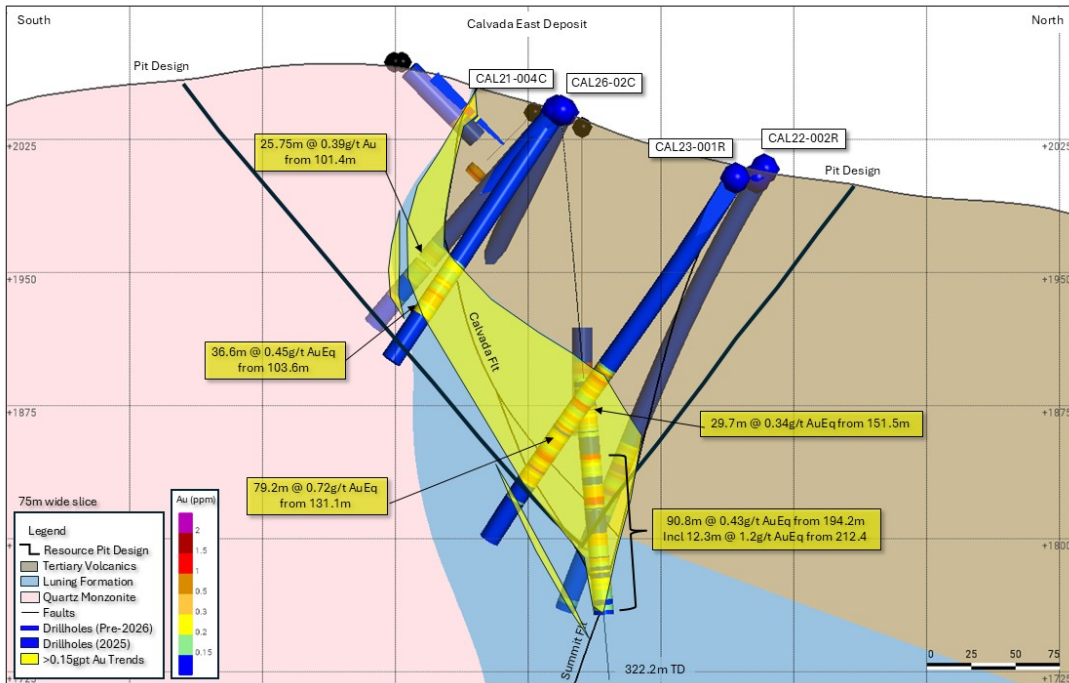 South
Calvada East Deposit
North
Pit Design
CAL21-004C
CAL26-02C
CAL23-001R
CAL22-002R
Pit Design
+2025
+2025
25.75m @ 0.39g/t Au
from 101.4m
+1950
+1950
Calvada Flt
36.6m @ 0.45g/t AuEq
from 103.6m
+1875
+1875
29.7m @ 0.34g/t AuEq from 151.5m
79.2m @ 0.72g/t AuEq
from 131.1m
90.8m @ 0.43g/t AuEq from 194.2m
Incl 12.3m @ 1.2g/t AuEq from 212.4
+1800
+1800
75m wide slice
Legend
Resource Pit Design
Tertiary Volcanics
Luning Formation
Quartz Monzonite
Faults
Drillholes (Pre-2026)
Drillholes (2025)
>0.15gpt Au Trends
Au (ppm)
2
1.5
1
0.5
0.3
0.2
0.15
Summit Flt
322.2m TD
0 25 50 75
+1725
+1725